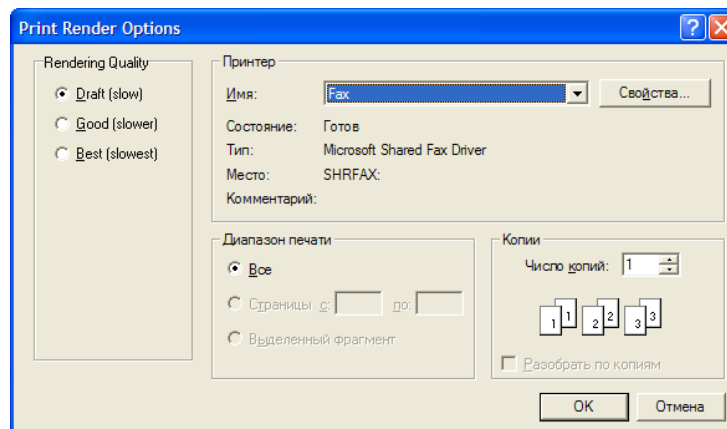 Print Render Options
Rendering Quality
Draft (slow)
Good (slower)
Best (slowest)
Принтер
Имя: Fax Свойства...
Состояние: Готов
Тип: Microsoft Shared Fax Driver
Место: SHRFAX:
Комментарий:
Диапазон печати
Все
Страницы с: по:
Выделенный фрагмент
Копии
Число копий: 1
1 1 2 2 3 3
Разобрать по копиям
OK Отмена